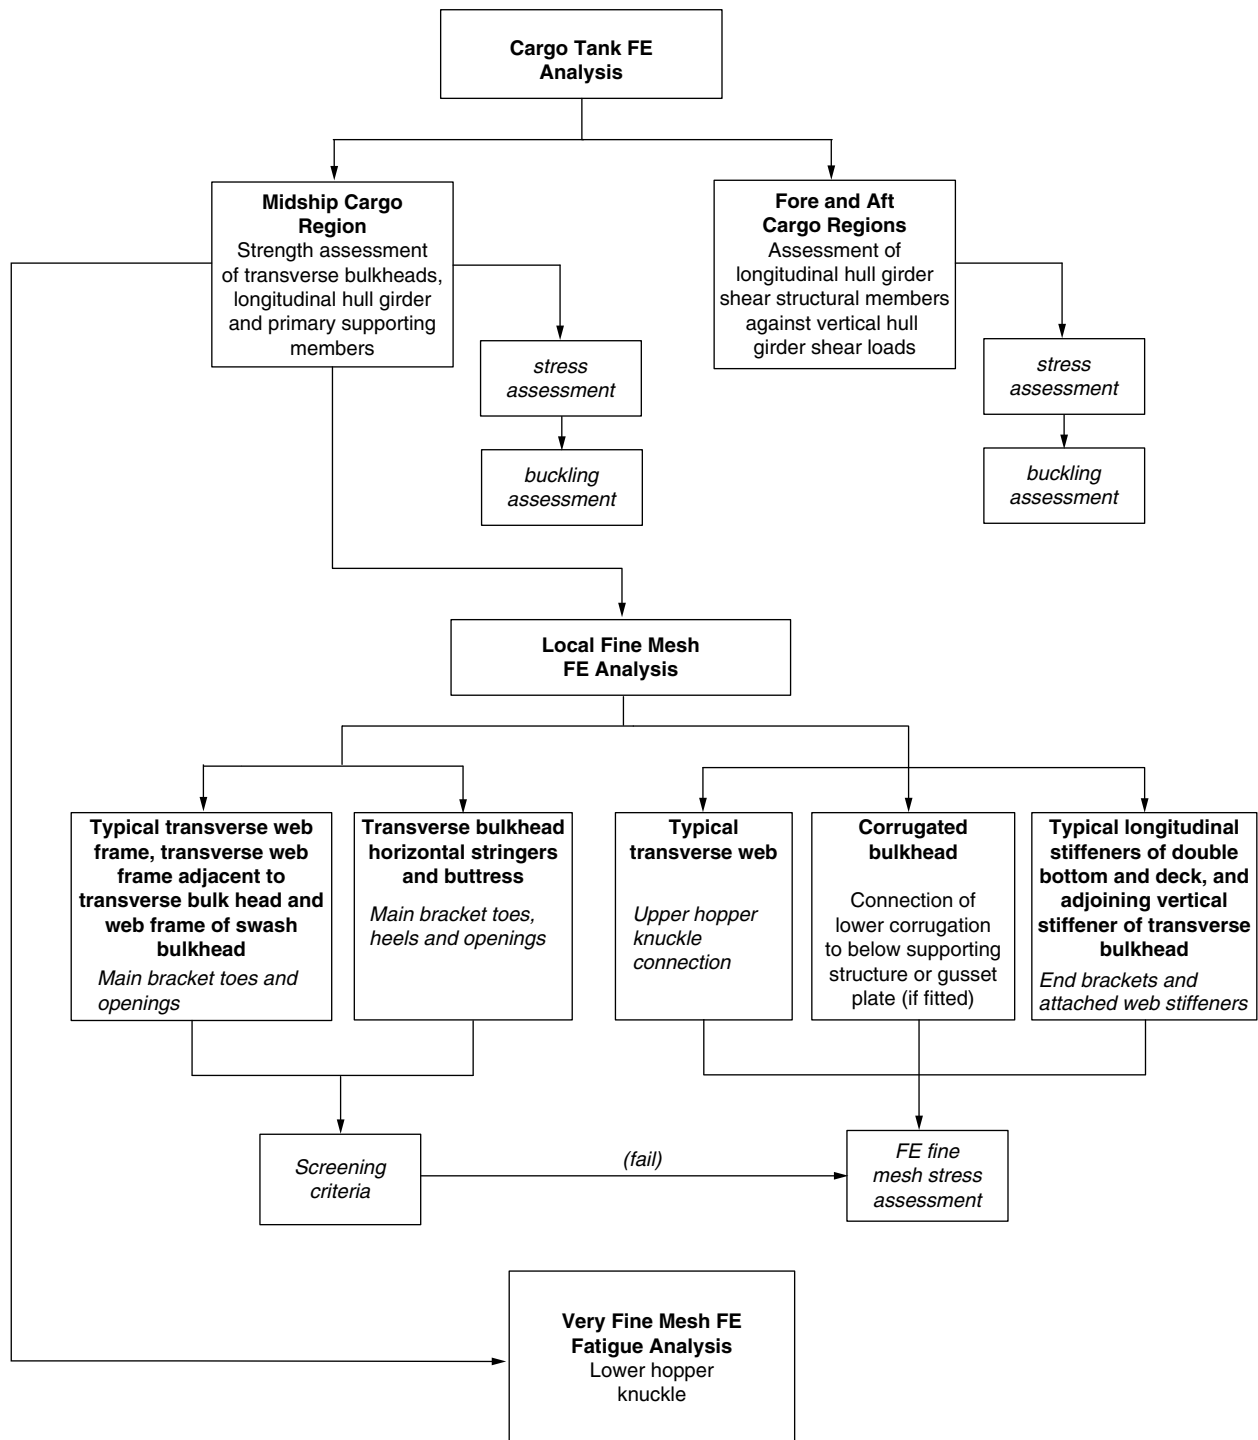 Cargo Tank FE
Analysis
Midship Cargo
Region
Strength assessment
of transverse bulkheads,
longitudinal hull girder
and primary supporting
members
Fore and Aft
Cargo Regions
Assessment of
longitudinal hull girder
shear structural members
against vertical hull
girder shear loads
stress
assessment
buckling
assessment
stress
assessment
buckling
assessment
Local Fine Mesh
FE Analysis
Typical transverse web
frame, transverse web
frame adjacent to
transverse bulk head and
web frame of swash
bulkhead
Main bracket toes and
openings
Transverse bulkhead
horizontal stringers
and buttress
Main bracket toes,
heels and openings
Typical
transverse web
Upper hopper
knuckle
connection
Corrugated
bulkhead
Connection of
lower corrugation
to below supporting
structure or gusset
plate (if fitted)
Typical longitudinal
stiffeners of double
bottom and deck, and
adjoining vertical
stiffener of transverse
bulkhead
End brackets and
attached web stiffeners
Screening
criteria
(fail)
FE fine
mesh stress
assessment
Very Fine Mesh FE
Fatigue Analysis
Lower hopper
knuckle